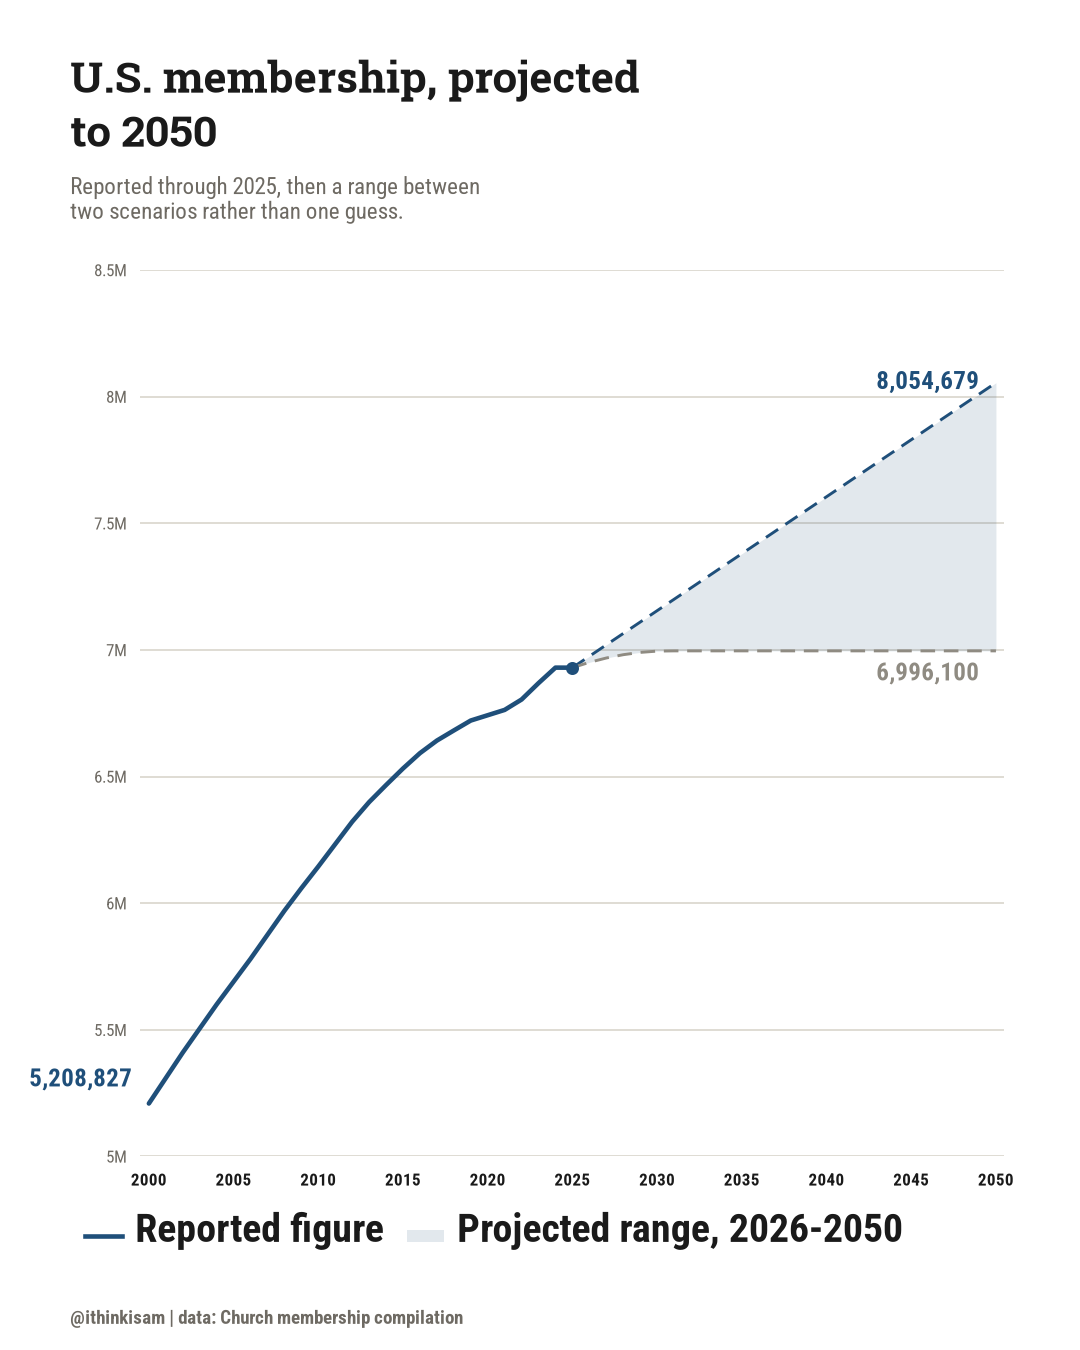 U.S. membership, projected
to 2050
Reported through 2025, then a range between
two scenarios rather than one guess.
8.5M
8,054,679
8M
7.5M
7M
6,996,100
6.5M
6M
5.5M
5,208,827
5M
2000 2005 2010 2015 2020 2025 2030 2035 2040 2045 2050
Reported figure Projected range, 2026-2050
@ithinkisam | data: Church membership compilation